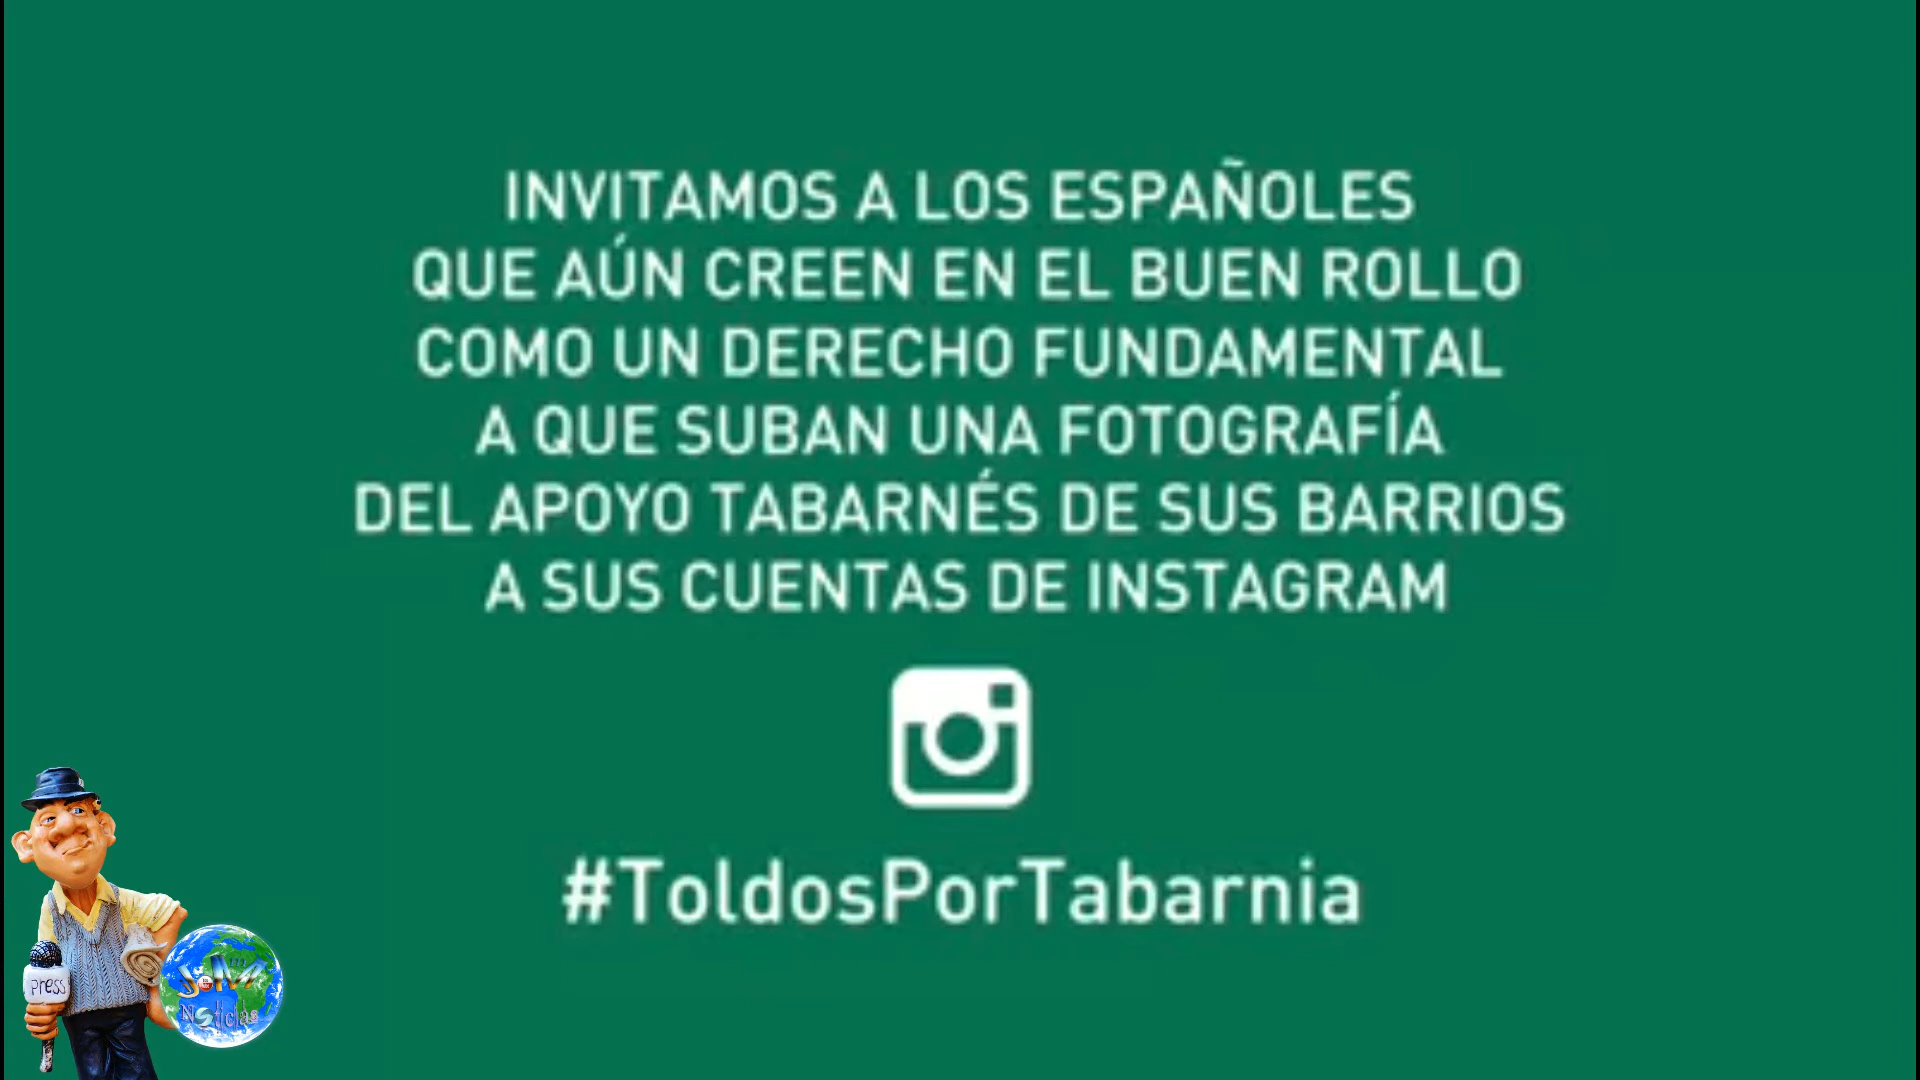 INVITAMOS A LOS ESPAÑOLES
QUE AÚN CREEN EN EL BUEN ROLLO
COMO UN DERECHO FUNDAMENTAL
A QUE SUBAN UNA FOTOGRAFÍA
DEL APOYO TABARNÉS DE SUS BARRIOS
A SUS CUENTAS DE INSTAGRAM
#ToldosPorTabarnia
press
Noticias